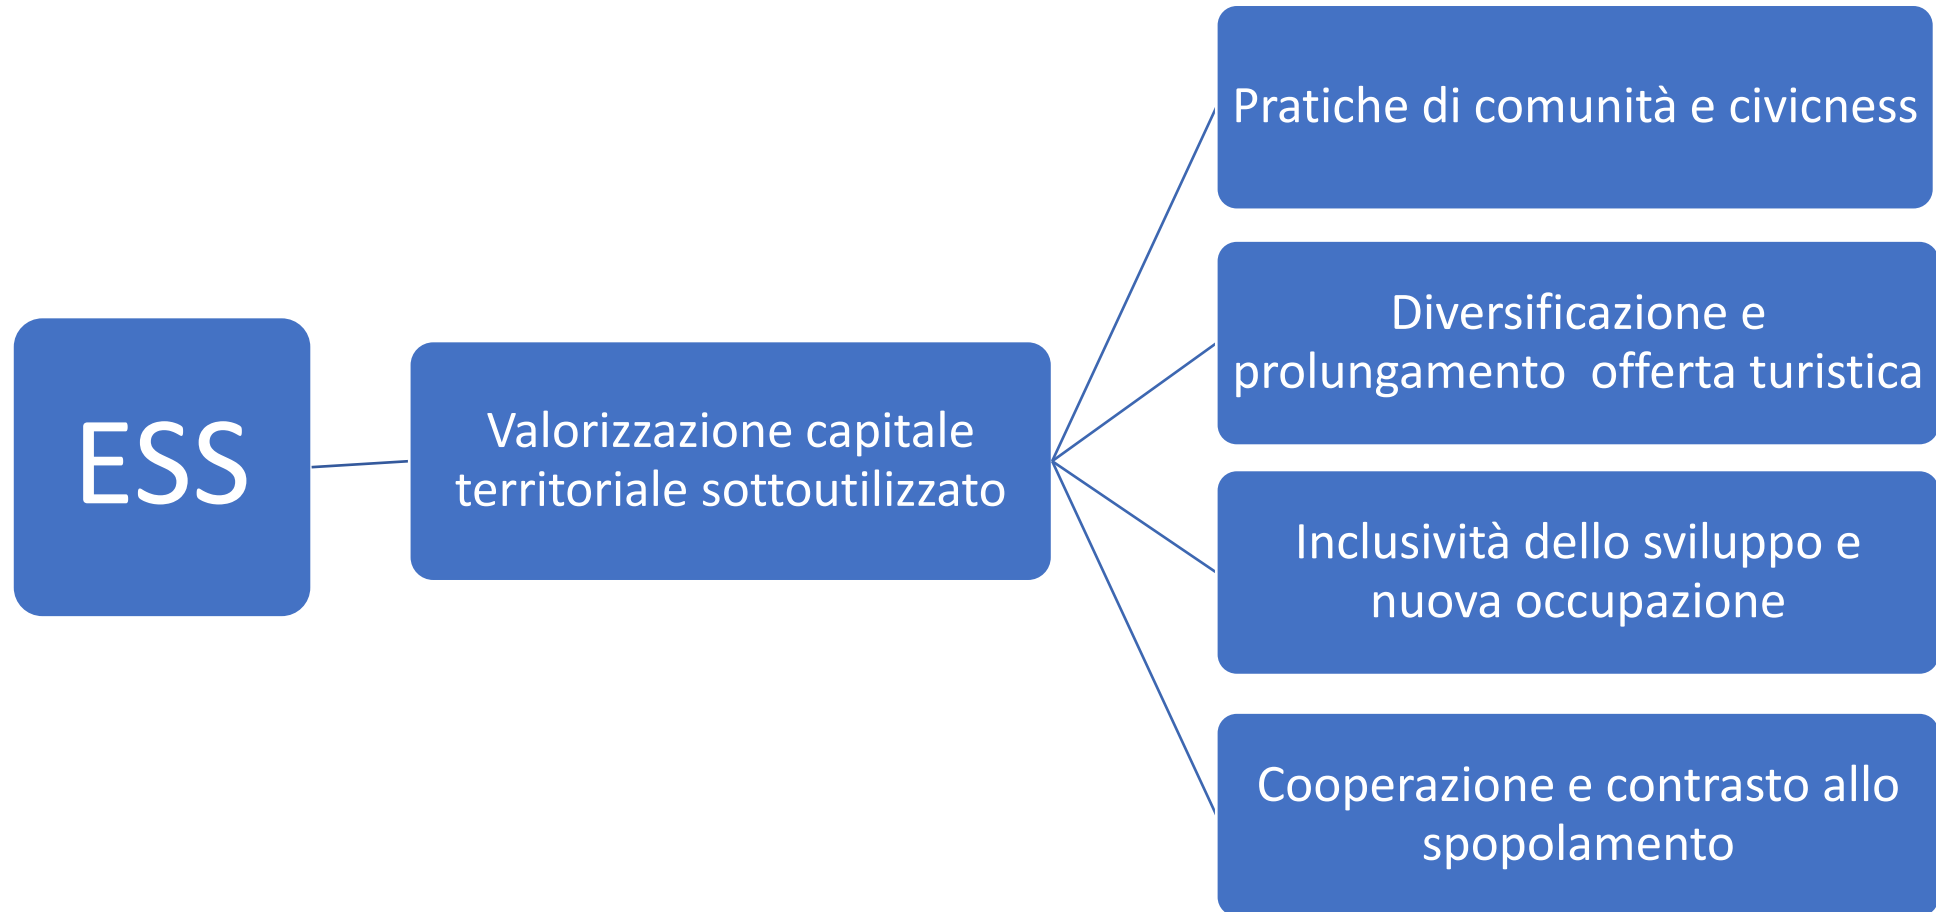 ESS
Valorizzazione capitale
territoriale sottoutilizzato
Pratiche di comunità e civicness
Diversificazione e
prolungamento  offerta turistica
Inclusività dello sviluppo e
nuova occupazione
Cooperazione e contrasto allo
spopolamento